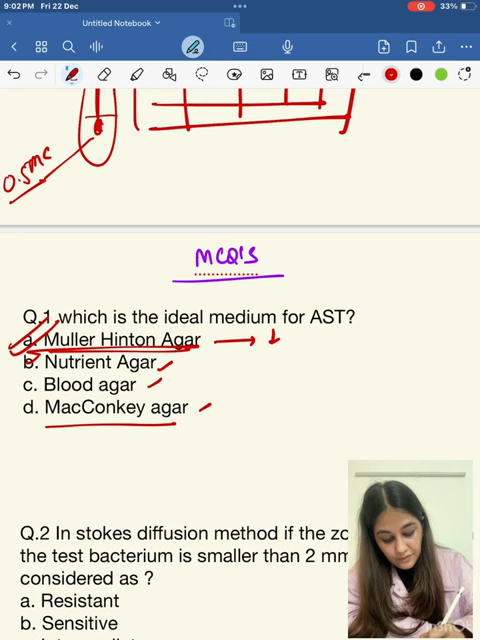 9:02 PM Fri 22 Dec
33%
Untitled Notebook
0.5mc
MCQ'S
Q.1 which is the ideal medium for AST?
a. Muller Hinton Agar
b. Nutrient Agar
c. Blood agar
d. MacConkey agar
Q.2 In stokes diffusion method if the zo
the test bacterium is smaller than 2 mm
considered as ?
a. Resistant
b. Sensitive
InShot